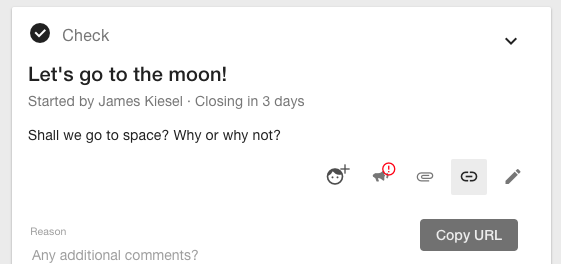 Check
Let's go to the moon!
Started by James Kiesel · Closing in 3 days
Shall we go to space? Why or why not?
Copy URL
Reason
Any additional comments?